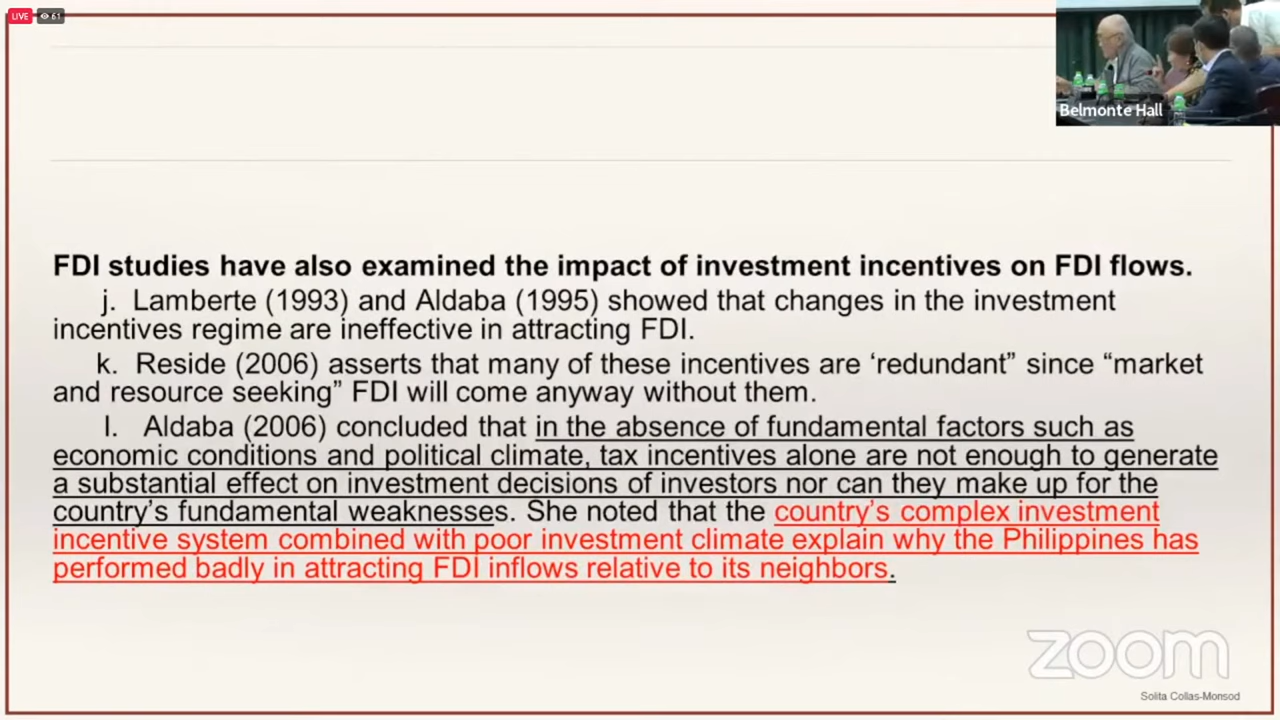 LIVE 61
Belmonte Hall
FDI studies have also examined the impact of investment incentives on FDI flows.
j. Lamberte (1993) and Aldaba (1995) showed that changes in the investment
incentives regime are ineffective in attracting FDI.
k. Reside (2006) asserts that many of these incentives are ‘redundant” since “market
and resource seeking” FDI will come anyway without them.
l. Aldaba (2006) concluded that in the absence of fundamental factors such as
economic conditions and political climate, tax incentives alone are not enough to generate
a substantial effect on investment decisions of investors nor can they make up for the
country’s fundamental weaknesses. She noted that the country’s complex investment
incentive system combined with poor investment climate explain why the Philippines has
performed badly in attracting FDI inflows relative to its neighbors.
zoom
Solita Collas-Monsod